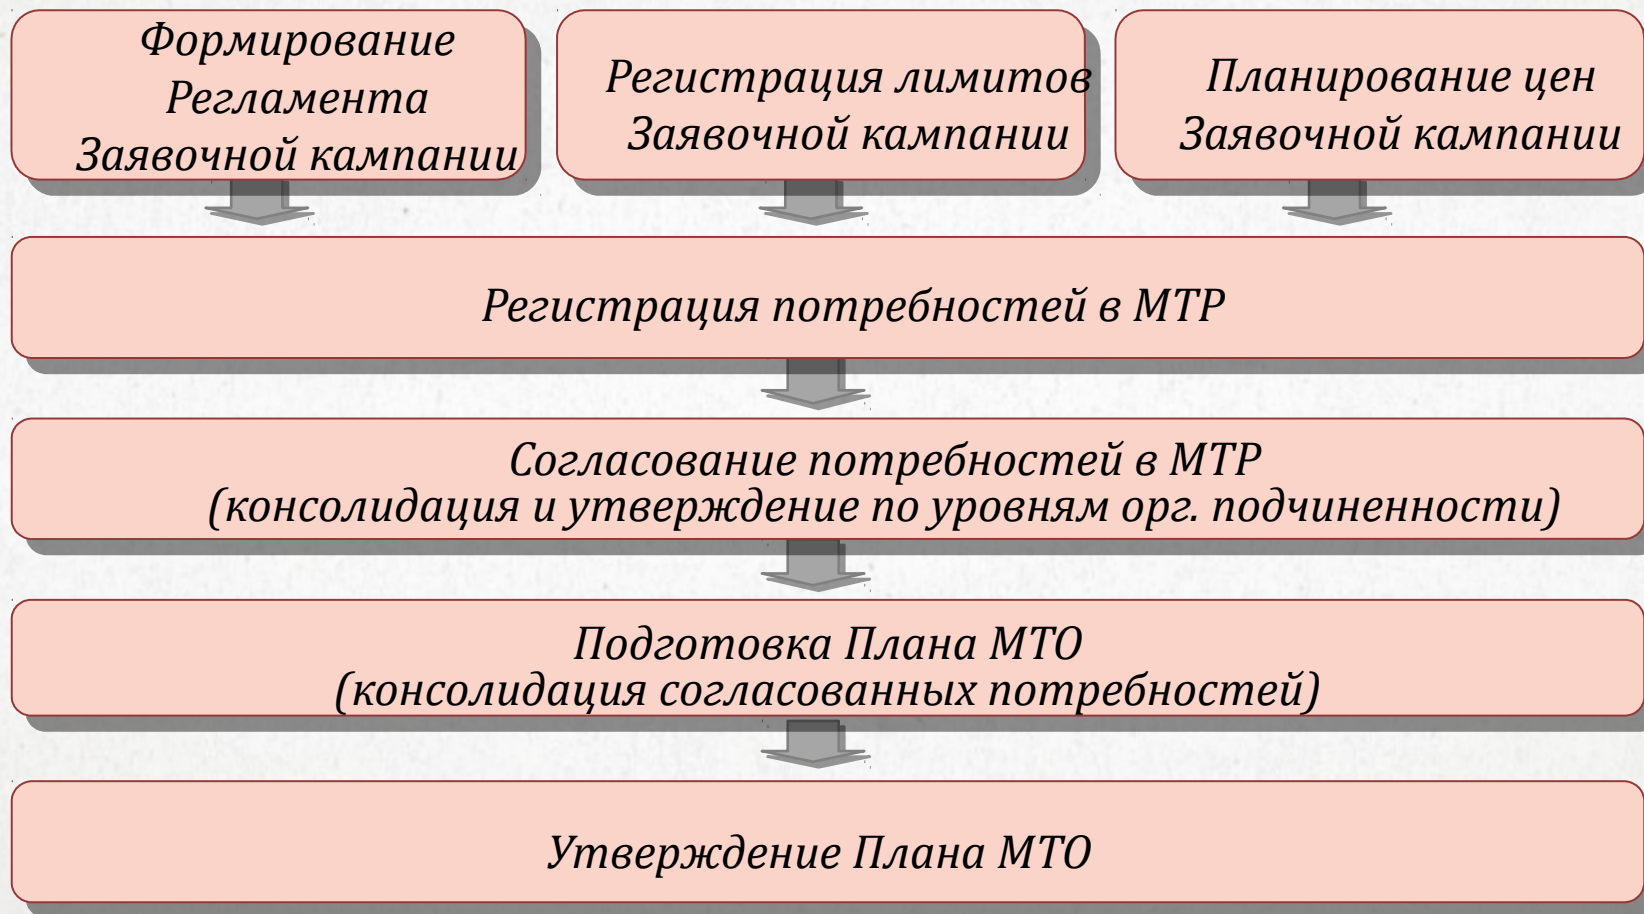 Формирование
Регламента
Заявочной кампании
Регистрация лимитов
Заявочной кампании
Планирование цен
Заявочной кампании
Регистрация потребностей в МТР
Согласование потребностей в МТР
(консолидация и утверждение по уровням орг. подчиненности)
Подготовка Плана МТО
(консолидация согласованных потребностей)
Утверждение Плана МТО